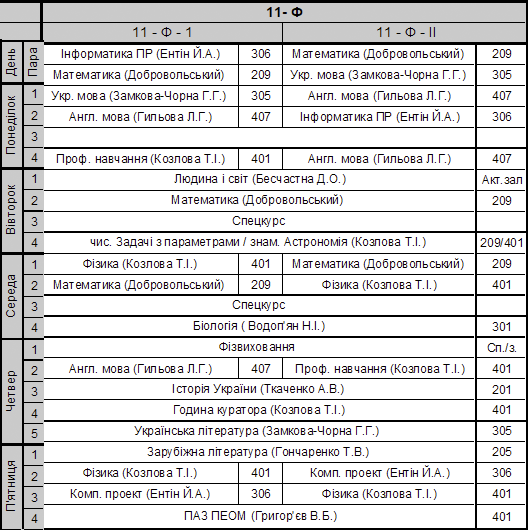 11- Ф
11 - Ф - 1 11 - Ф - II
День Пара Інформатика ПР (Ентін Й.А.) 306 Математика (Добровольський) 209
Математика (Добровольський) 209 Укр. мова (Замкова-Чорна Г.Г.) 305
Понеділок 1 Укр. мова (Замкова-Чорна Г.Г.) 305 Англ. мова (Гильова Л.Г.) 407
2 Англ. мова (Гильова Л.Г.) 407 Інформатика ПР (Ентін Й.А.) 306
3
4 Проф. навчання (Козлова Т.І.) 401 Англ. мова (Гильова Л.Г.) 407
Вівторок 1 Людина і світ (Бесчастна Д.О.) Акт.зал
2 Математика (Добровольський) 209
3 Спецкурс
4 чис. Задачі з параметрами / знам. Астрономія (Козлова Т.І.) 209/401
Середа 1 Фізика (Козлова Т.І.) 401 Математика (Добровольський) 209
2 Математика (Добровольський) 209 Фізика (Козлова Т.І.) 401
3 Спецкурс
4 Біологія ( Водоп'ян Н.І.) 301
Четвер 1 Фізвиховання Сп./з.
2 Англ. мова (Гильова Л.Г.) 407 Проф. навчання (Козлова Т.І.) 401
3 Історія України (Ткаченко А.В.) 201
4 Година куратора (Козлова Т.І.) 401
5 Українська література (Замкова-Чорна Г.Г.) 305
П'ятниця 1 Зарубіжна література (Гончаренко Т.В.) 205
2 Фізика (Козлова Т.І.) 401 Комп. проект (Ентін Й.А.) 306
3 Комп. проект (Ентін Й.А.) 306 Фізика (Козлова Т.І.) 401
4 ПАЗ ПЕОМ (Григор'єв В.Б.) 401